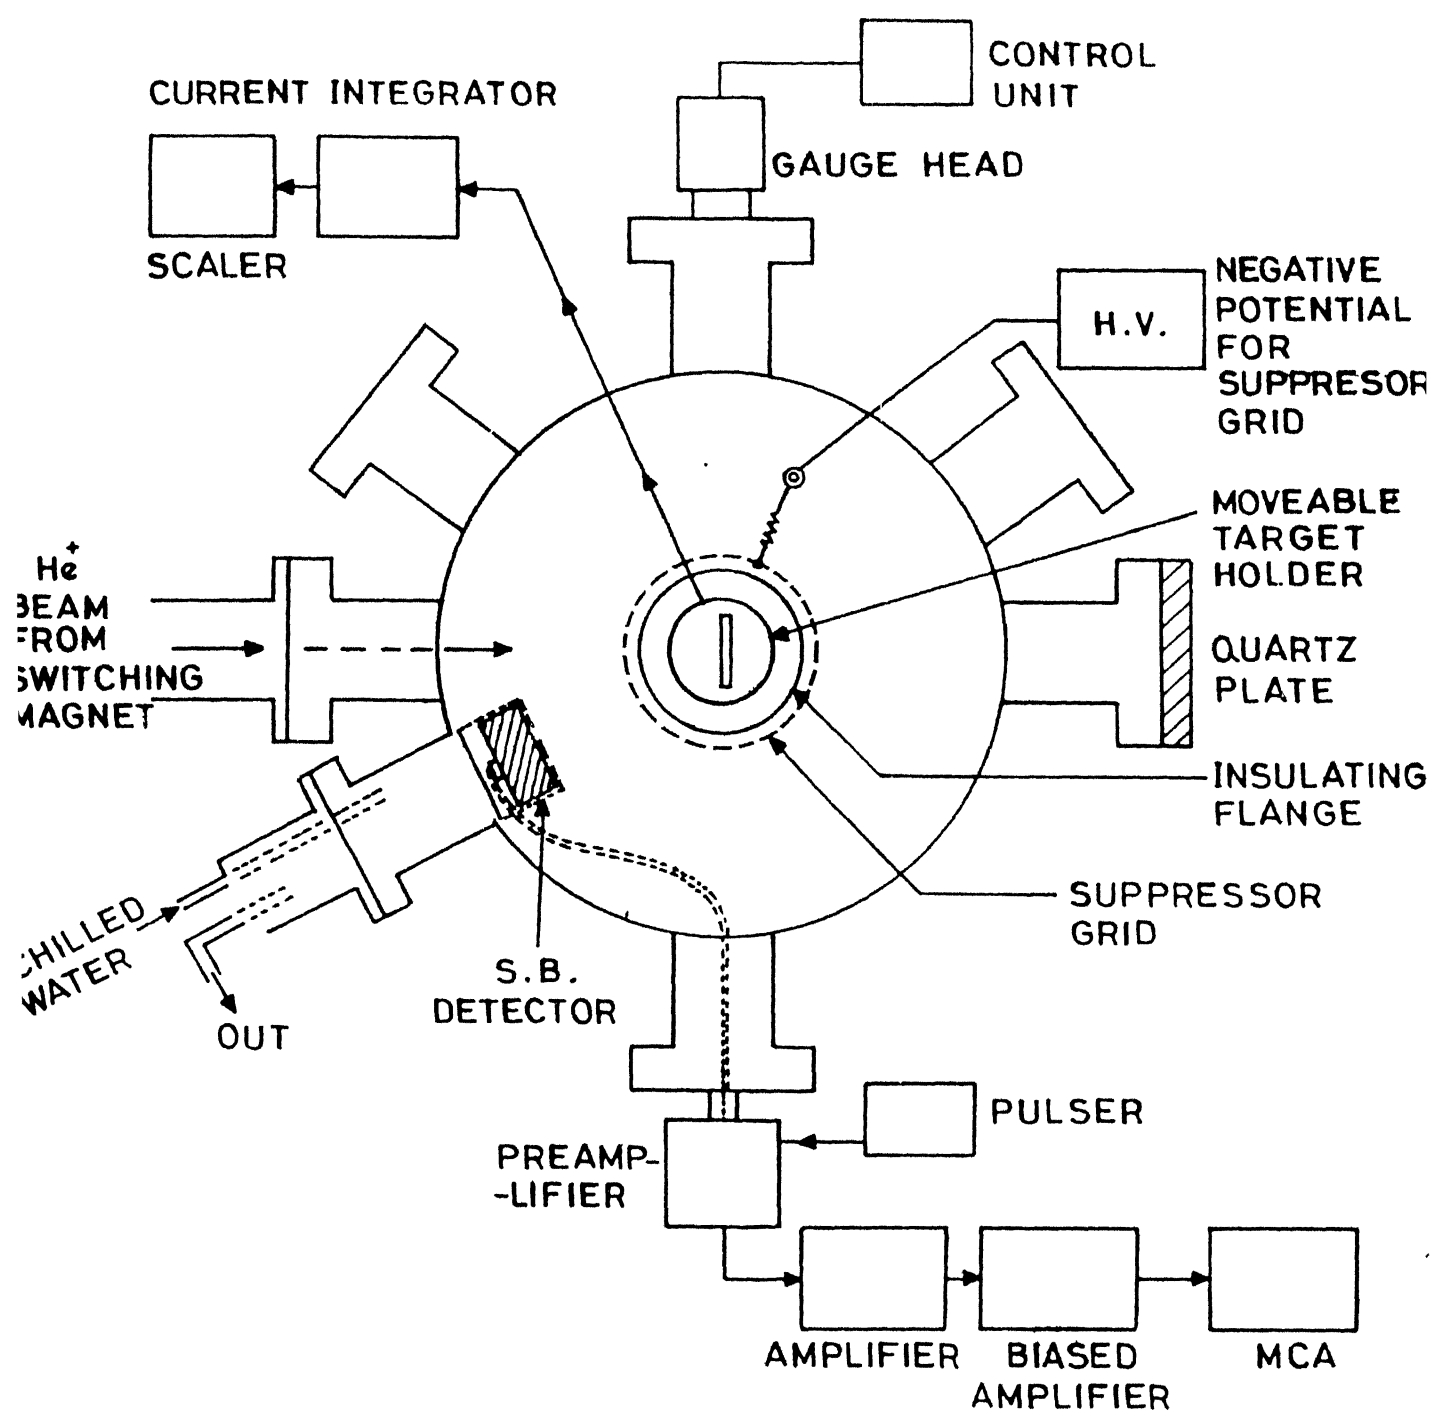 CONTROL
UNIT
CURRENT INTEGRATOR
GAUGE HEAD
SCALER
H.V.
NEGATIVE
POTENTIAL
FOR
SUPPRESOR
GRID
MOVEABLE
TARGET
HOLDER
He+
BEAM
FROM
SWITCHING
MAGNET
QUARTZ
PLATE
INSULATING
FLANGE
SUPPRESSOR
GRID
CHILLED
WATER
OUT
S.B.
DETECTOR
PULSER
PREAMP-
-LIFIER
AMPLIFIER
BIASED
AMPLIFIER
MCA